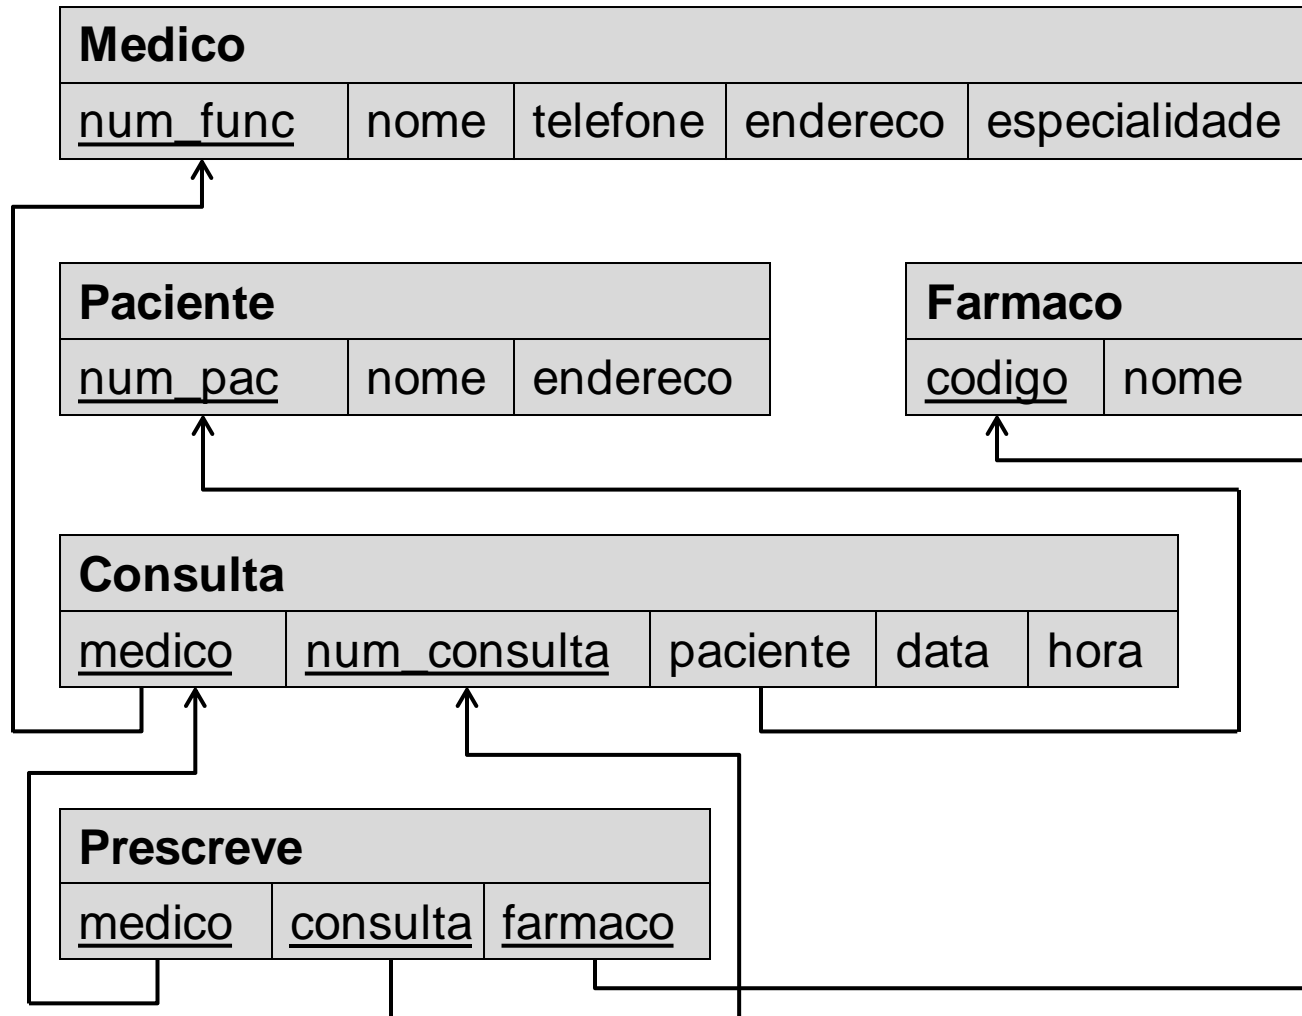 Medico
num_func nome telefone endereco especialidade
Paciente
num_pac nome endereco
Farmaco
codigo nome
Consulta
medico num_consulta paciente data hora
Prescreve
medico consulta farmaco